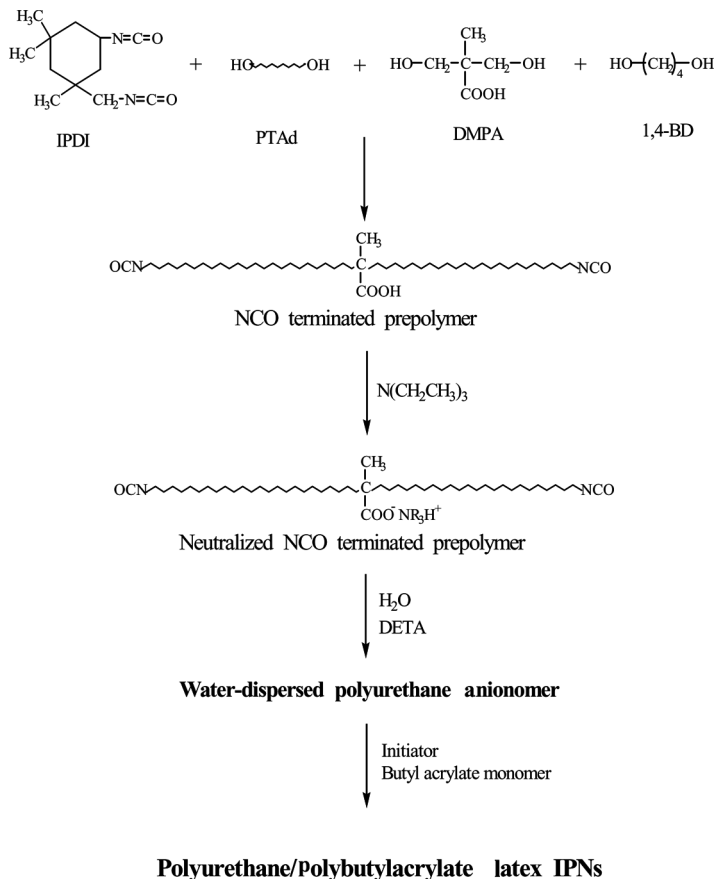 H₃C
H₃C
N=C=O
H₃C
CH₂-N=C=O
IPDI
+
HO OH
PTAd
+
CH₃
HO-CH₂-C-CH₂-OH
COOH
DMPA
+
HO-(CH₂)₄-OH
1,4-BD
CH₃
OCN C NCO
COOH
NCO terminated prepolymer
N(CH₂CH₃)₃
CH₃
OCN C NCO
COO⁻ NR₃H⁺
Neutralized NCO terminated prepolymer
H₂O
DETA
Water-dispersed polyurethane anionomer
Initiator
Butyl acrylate monomer
Polyurethane/polybutylacrylate latex IPNs